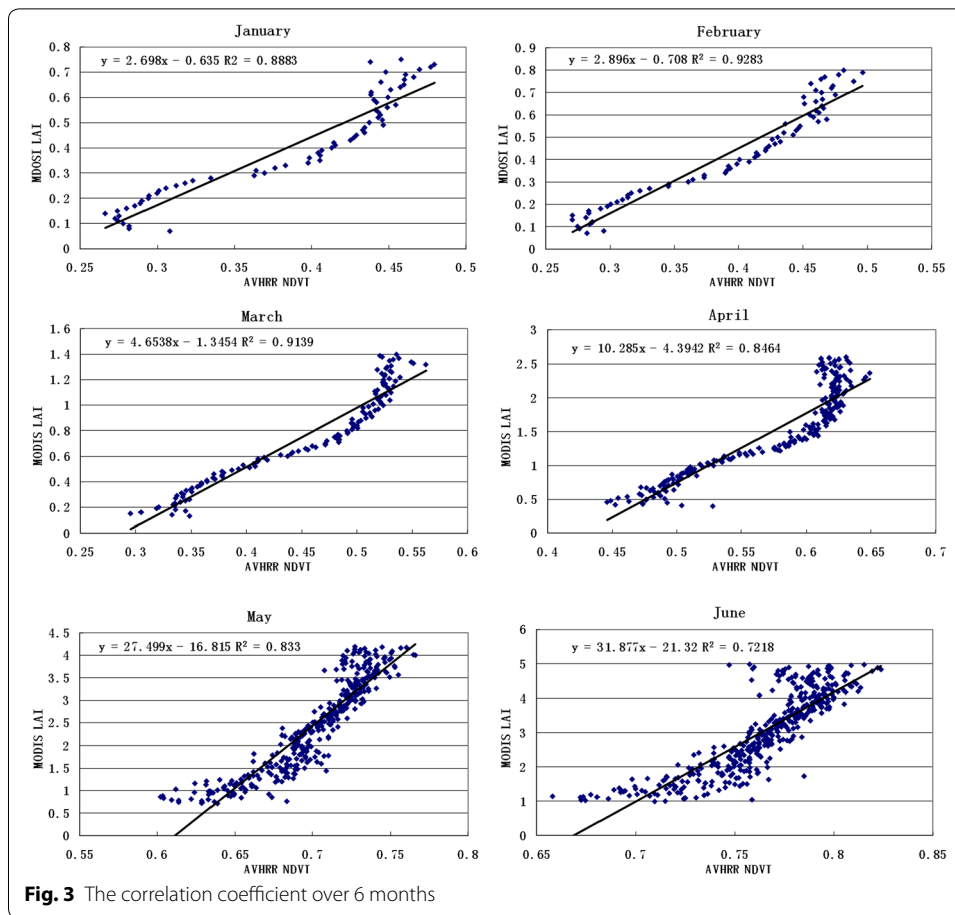 January
y = 2.698x - 0.635 R2 = 0.8883
0.8
0.7
0.6
0.5
0.4
0.3
0.2
0.1
0
MDOSI LAI
0.25 0.3 0.35 0.4 0.45 0.5
AVHRR NDVT
February
y = 2.896x - 0.708 R² = 0.9283
0.9
0.8
0.7
0.6
0.5
0.4
0.3
0.2
0.1
0
MDOSI LAI
0.25 0.3 0.35 0.4 0.45 0.5 0.55
AVHRR NDVT
March
y = 4.6538x - 1.3454 R² = 0.9139
1.6
1.4
1.2
1.0
0.8
0.6
0.4
0.2
0
MODIS LAI
0.25 0.3 0.35 0.4 0.45 0.5 0.55 0.6
AVHRR NDVT
April
y = 10.285x - 4.3942 R² = 0.8464
3
2.5
2
1.5
1
0.5
0
MODIS LAI
0.4 0.45 0.5 0.55 0.6 0.65 0.7
AVHRR NDVT
May
y = 27.499x - 16.815 R² = 0.833
4.5
4
3.5
3
2.5
2
1.5
1
0.5
0
MODIS LAI
0.55 0.6 0.65 0.7 0.75 0.8
AVHRR NDVT
June
y = 31.877x - 21.32 R² = 0.7218
6
5
4
3
2
1
0
MODIS LAI
0.65 0.7 0.75 0.8 0.85
AVHRR NDVT
Fig. 3 The correlation coefficient over 6 months